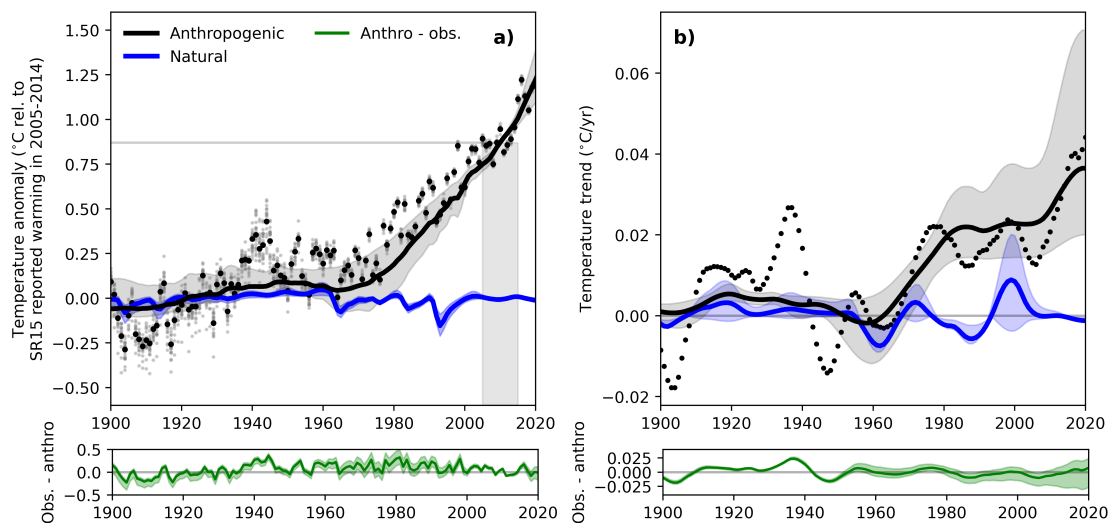 Anthropogenic
Natural
Anthro - obs.
a)
Temperature anomaly (°C rel. to
SR15 reported warming in 2005-2014)
1.50
1.25
1.00
0.75
0.50
0.25
0.00
−0.25
−0.50
1900 1920 1940 1960 1980 2000 2020
b)
Temperature trend (°C/yr)
0.06
0.04
0.02
0.00
−0.02
1900 1920 1940 1960 1980 2000 2020
Obs. - anthro
0.5
0.0
−0.5
1900 1920 1940 1960 1980 2000 2020
Obs. - anthro
0.025
0.000
−0.025
1900 1920 1940 1960 1980 2000 2020